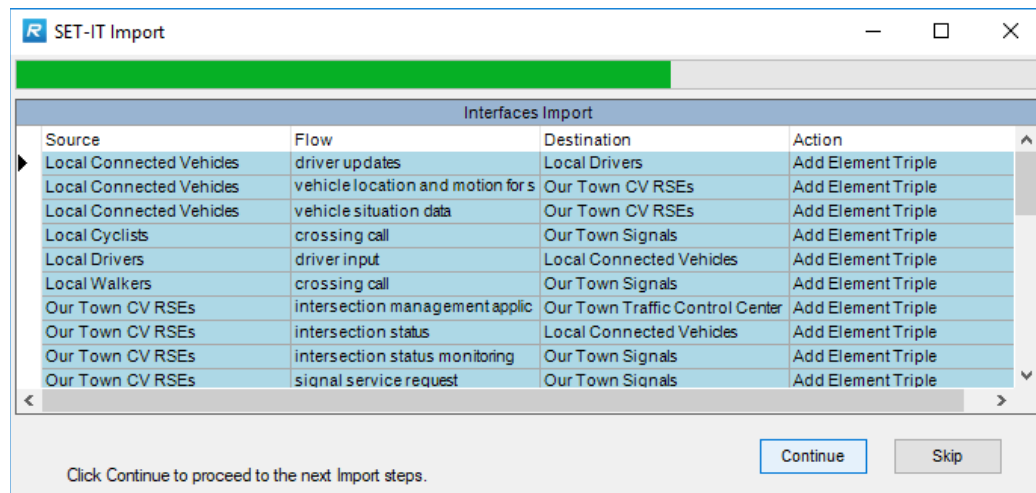 SET-IT Import
Interfaces Import
Source Flow Destination Action
Local Connected Vehicles driver updates Local Drivers Add Element Triple
Local Connected Vehicles vehicle location and motion for s Our Town CV RSEs Add Element Triple
Local Connected Vehicles vehicle situation data Our Town CV RSEs Add Element Triple
Local Cyclists crossing call Our Town Signals Add Element Triple
Local Drivers driver input Local Connected Vehicles Add Element Triple
Local Walkers crossing call Our Town Signals Add Element Triple
Our Town CV RSEs intersection management applic Our Town Traffic Control Center Add Element Triple
Our Town CV RSEs intersection status Local Connected Vehicles Add Element Triple
Our Town CV RSEs intersection status monitoring Our Town Signals Add Element Triple
Our Town CV RSEs signal service request Our Town Signals Add Element Triple
Continue Skip
Click Continue to proceed to the next Import steps.